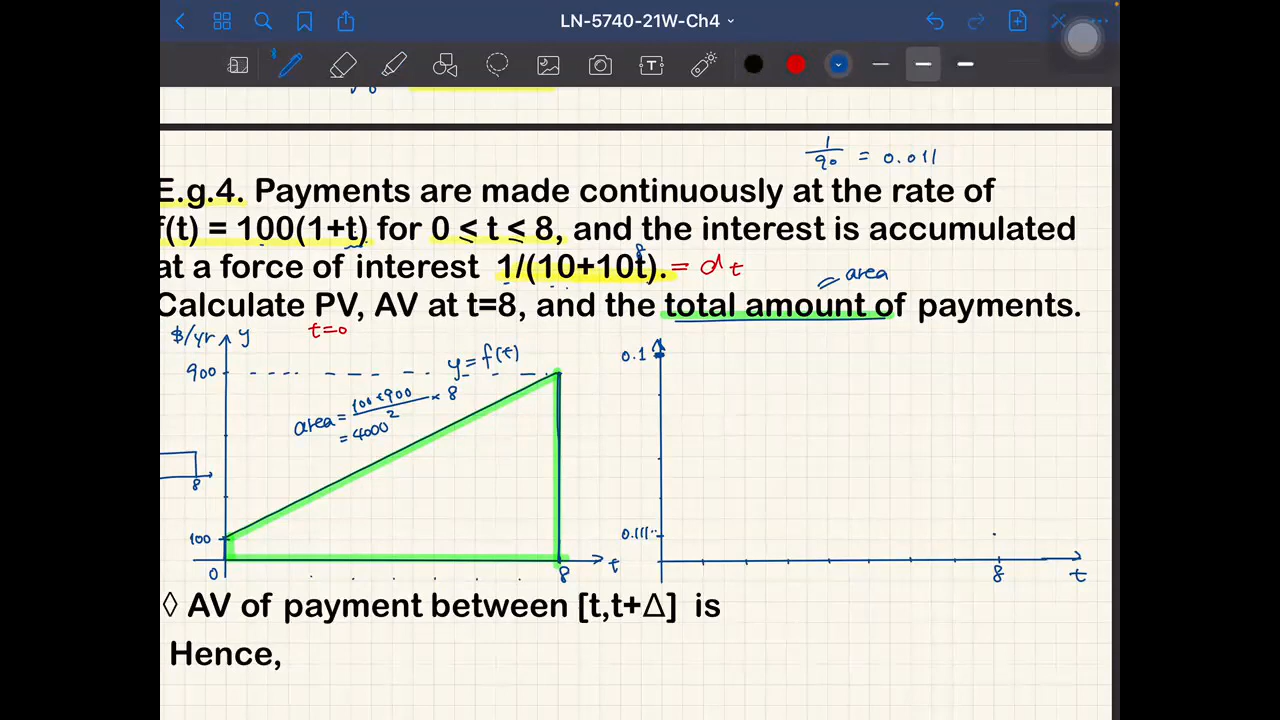 LN-5740-21W-Ch4
1/90 = 0.011
E.g.4. Payments are made continuously at the rate of
f(t) = 100(1+t) for 0 ≤ t ≤ 8, and the interest is accumulated
8
at a force of interest 1/(10+10t). = dt
area
Calculate PV, AV at t=8, and the total amount of payments.
t=0
$/yr y
900
y = f(t)
area = (100+900)/2 × 8
= 4000
100
0
8
t
8
0.1
0.111..
8
t
◊ AV of payment between [t,t+Δ] is
Hence,